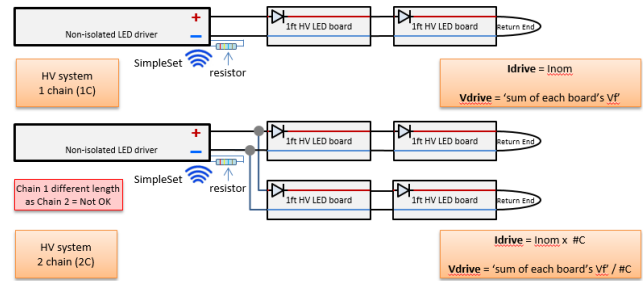 +
Non-isolated LED driver
−
1ft HV LED board
1ft HV LED board
Return End
SimpleSet
resistor
HV system
1 chain (1C)
Idrive = Inom
Vdrive = ‘sum of each board’s Vf’
+
Non-isolated LED driver
−
1ft HV LED board
1ft HV LED board
Return End
SimpleSet
resistor
Chain 1 different length
as Chain 2 = Not OK
1ft HV LED board
1ft HV LED board
Return End
HV system
2 chain (2C)
Idrive = Inom x #C
Vdrive = ‘sum of each board’s Vf’ / #C